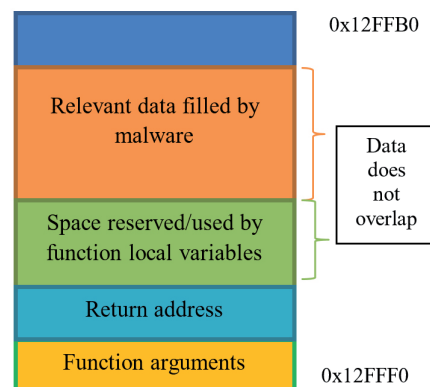 0x12FFB0
Relevant data filled by
malware
Data
does
not
overlap
Space reserved/used by
function local variables
Return address
Function arguments
0x12FFF0